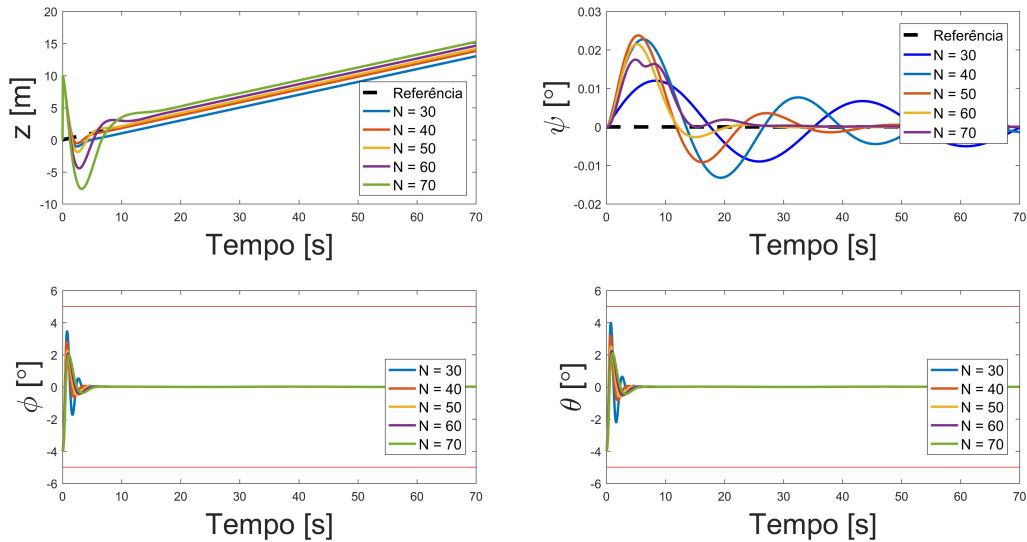 z [m]
20
15
10
5
0
-5
-10
0 10 20 30 40 50 60 70
Tempo [s]
Referência
N = 30
N = 40
N = 50
N = 60
N = 70
ψ [°]
0.03
0.02
0.01
0
-0.01
-0.02
0 10 20 30 40 50 60 70
Tempo [s]
Referência
N = 30
N = 40
N = 50
N = 60
N = 70
ϕ [°]
6
4
2
0
-2
-4
-6
0 10 20 30 40 50 60 70
Tempo [s]
N = 30
N = 40
N = 50
N = 60
N = 70
θ [°]
6
4
2
0
-2
-4
-6
0 10 20 30 40 50 60 70
Tempo [s]
N = 30
N = 40
N = 50
N = 60
N = 70